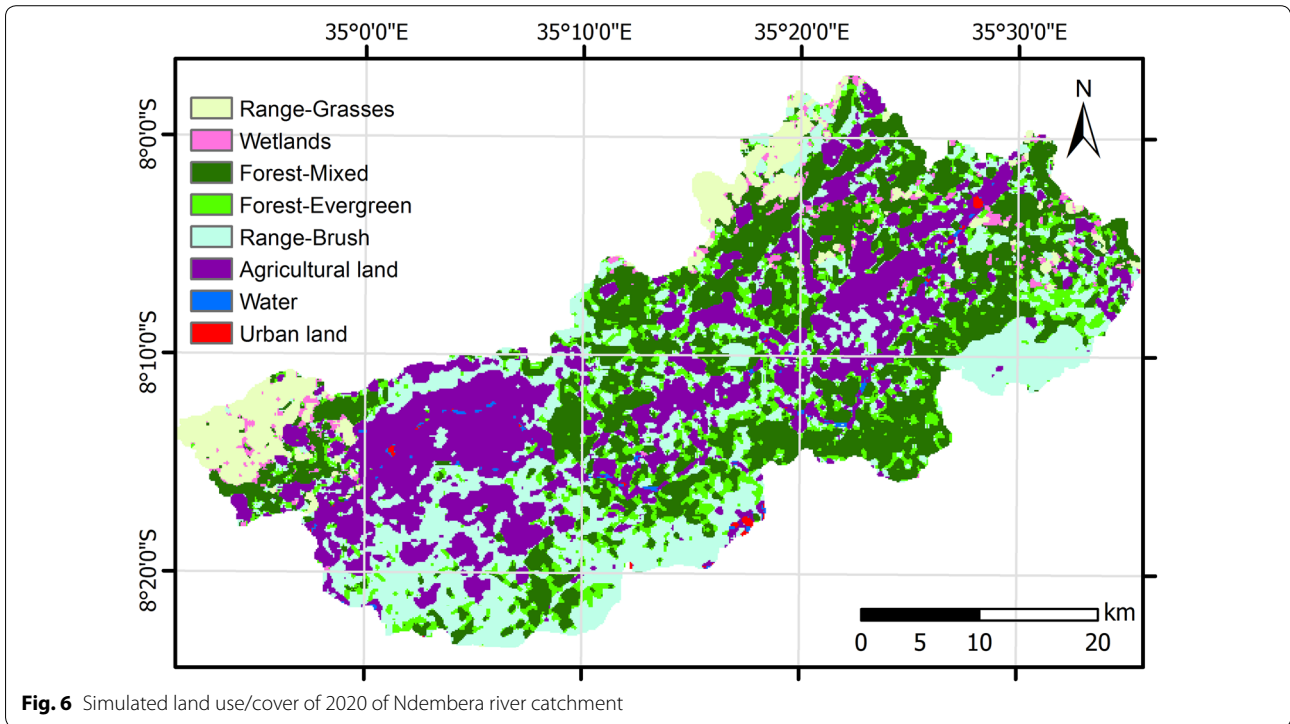 35°0'0"E 35°10'0"E 35°20'0"E 35°30'0"E
8°0'0"S
8°10'0"S
8°20'0"S
Range-Grasses
Wetlands
Forest-Mixed
Forest-Evergreen
Range-Brush
Agricultural land
Water
Urban land
N
km
0 5 10 20
Fig. 6 Simulated land use/cover of 2020 of Ndembera river catchment